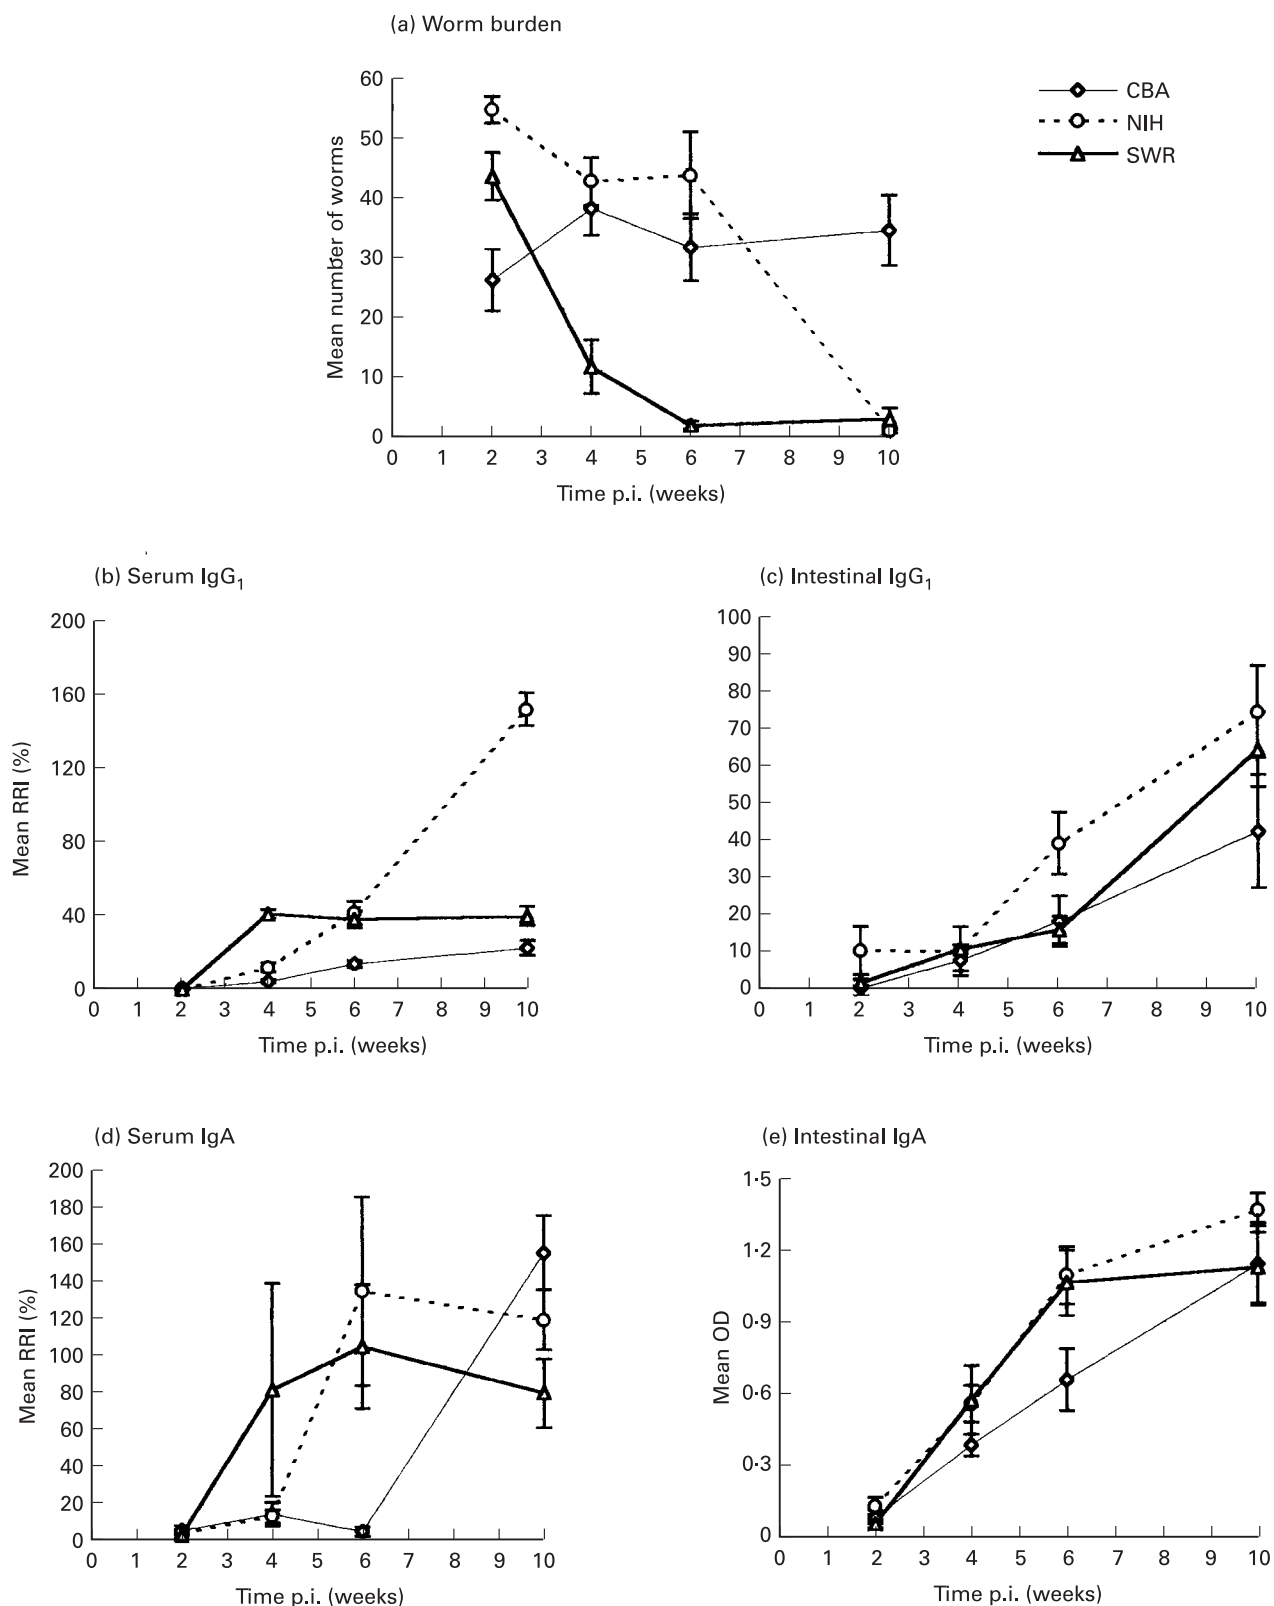 (a) Worm burden
CBA
NIH
SWR
60
50
40
30
20
10
0
Mean number of worms
0 1 2 3 4 5 6 7 8 9 10
Time p.i. (weeks)
(b) Serum IgG1
200
160
120
80
40
0
Mean RRI (%)
0 1 2 3 4 5 6 7 8 9 10
Time p.i. (weeks)
(c) Intestinal IgG1
100
90
80
70
60
50
40
30
20
10
0
0 1 2 3 4 5 6 7 8 9 10
Time p.i. (weeks)
(d) Serum IgA
200
180
160
140
120
100
80
60
40
20
0
Mean RRI (%)
0 1 2 3 4 5 6 7 8 9 10
Time p.i. (weeks)
(e) Intestinal IgA
1·5
1·2
0·9
0·6
0·3
0
Mean OD
0 1 2 3 4 5 6 7 8 9 10
Time p.i. (weeks)